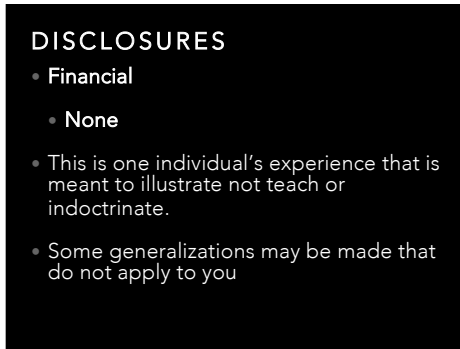 DISCLOSURES
• Financial
• None
• This is one individual’s experience that is
meant to illustrate not teach or
indoctrinate.
• Some generalizations may be made that
do not apply to you